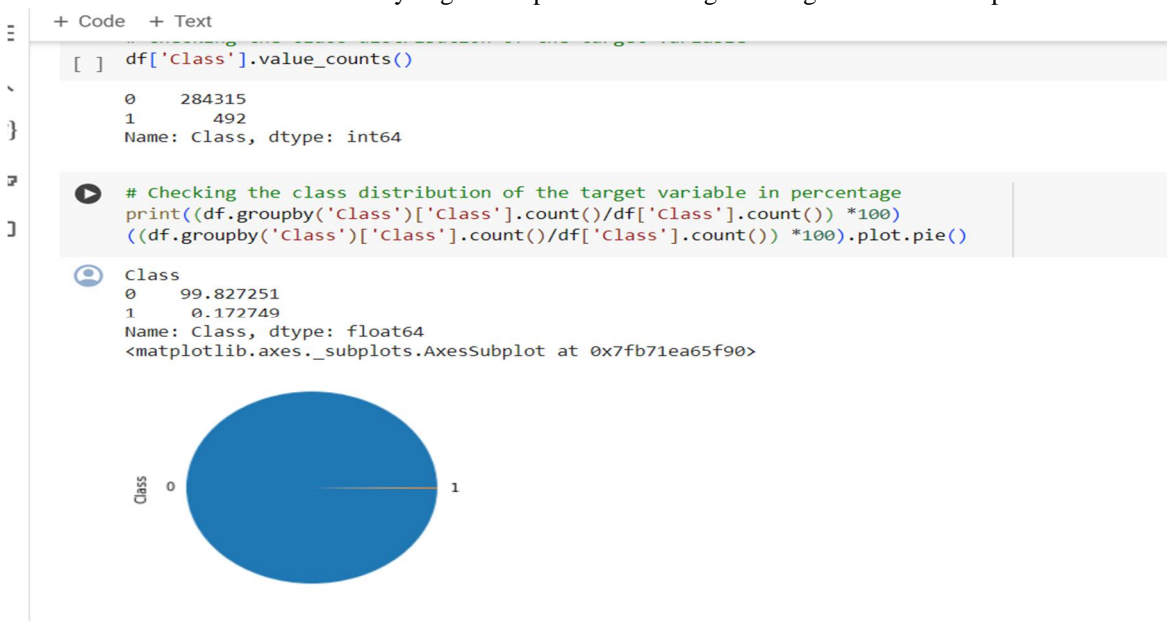 + Code + Text
[ ] df['Class'].value_counts()
0 284315
1 492
Name: Class, dtype: int64
# Checking the class distribution of the target variable in percentage
print((df.groupby('Class')['Class'].count()/df['Class'].count()) *100)
((df.groupby('Class')['Class'].count()/df['Class'].count()) *100).plot.pie()
Class
0 99.827251
1 0.172749
Name: Class, dtype: float64
<matplotlib.axes._subplots.AxesSubplot at 0x7fb71ea65f90>
Class 0 1